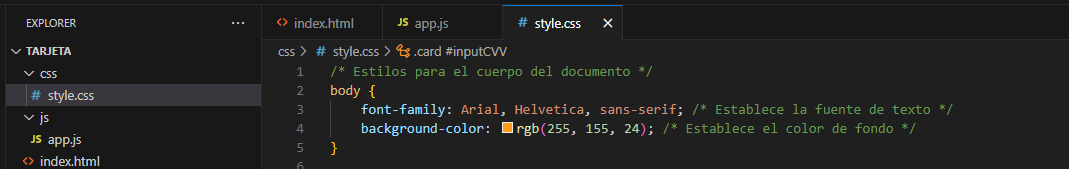 EXPLORER ...
TARJETA
css
# style.css
js
JS app.js
<> index.html
<> index.html JS app.js # style.css ×
css > # style.css > .card #inputCVV
1 /* Estilos para el cuerpo del documento */
2 body {
3 font-family: Arial, Helvetica, sans-serif; /* Establece la fuente de texto */
4 background-color: rgb(255, 155, 24); /* Establece el color de fondo */
5 }
6